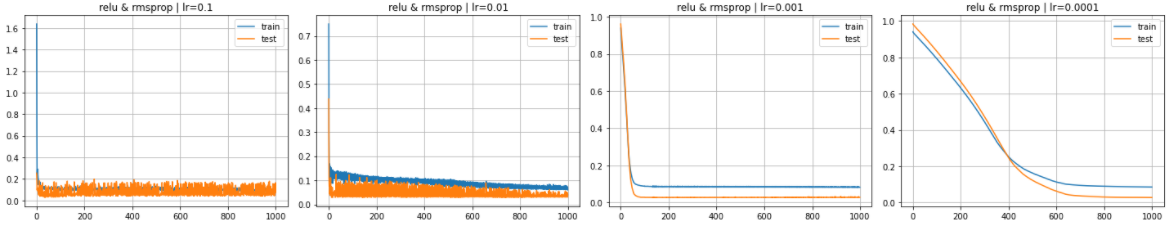 relu & rmsprop | lr=0.1
train
test
1.6
1.4
1.2
1.0
0.8
0.6
0.4
0.2
0.0
0 200 400 600 800 1000
relu & rmsprop | lr=0.01
train
test
0.7
0.6
0.5
0.4
0.3
0.2
0.1
0.0
0 200 400 600 800 1000
relu & rmsprop | lr=0.001
train
test
1.0
0.8
0.6
0.4
0.2
0.0
0 200 400 600 800 1000
relu & rmsprop | lr=0.0001
train
test
1.0
0.8
0.6
0.4
0.2
0.0
0 200 400 600 800 1000